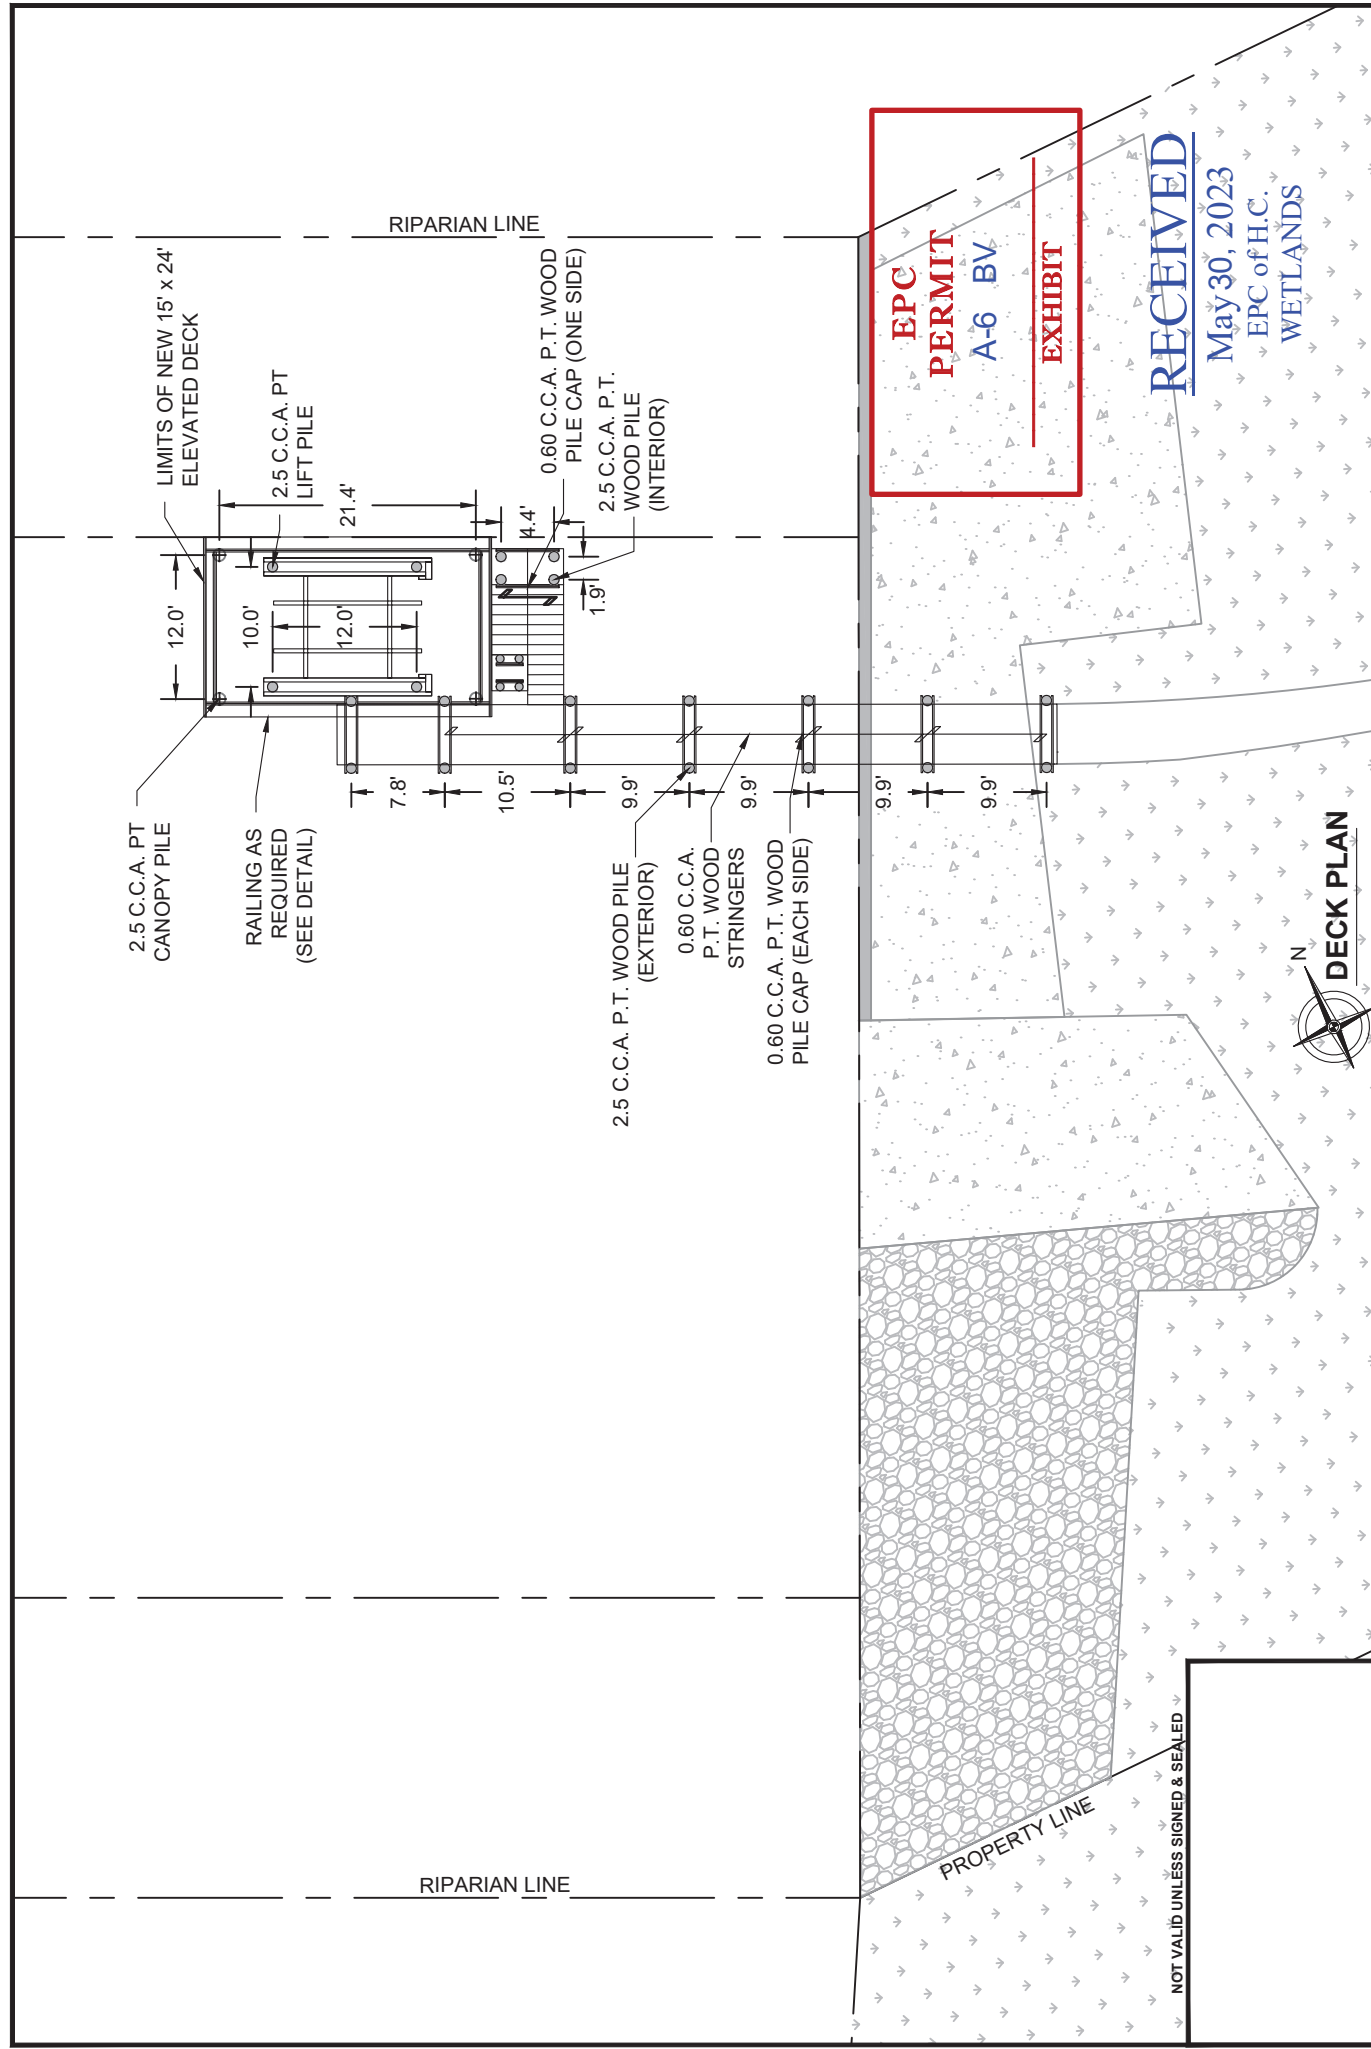 RIPARIAN LINE
LIMITS OF NEW 15' x 24'
ELEVATED DECK
2.5 C.C.A. PT
LIFT PILE
0.60 C.C.A. P.T. WOOD
PILE CAP (ONE SIDE)
2.5 C.C.A. P.T.
WOOD PILE
(INTERIOR)
12.0'
10.0'
12.0'
21.4'
4.4'
1.9'
2.5 C.C.A. PT
CANOPY PILE
RAILING AS
REQUIRED
(SEE DETAIL)
7.8'
10.5'
9.9'
9.9'
9.9'
9.9'
2.5 C.C.A. P.T. WOOD PILE
(EXTERIOR)
0.60 C.C.A.
P.T. WOOD
STRINGERS
0.60 C.C.A. P.T. WOOD
PILE CAP (EACH SIDE)
EPC
PERMIT
A-6 BV
EXHIBIT
RECEIVED
May 30, 2023
EPC of H.C.
WETLANDS
N
DECK PLAN
RIPARIAN LINE
PROPERTY LINE
NOT VALID UNLESS SIGNED & SEALED